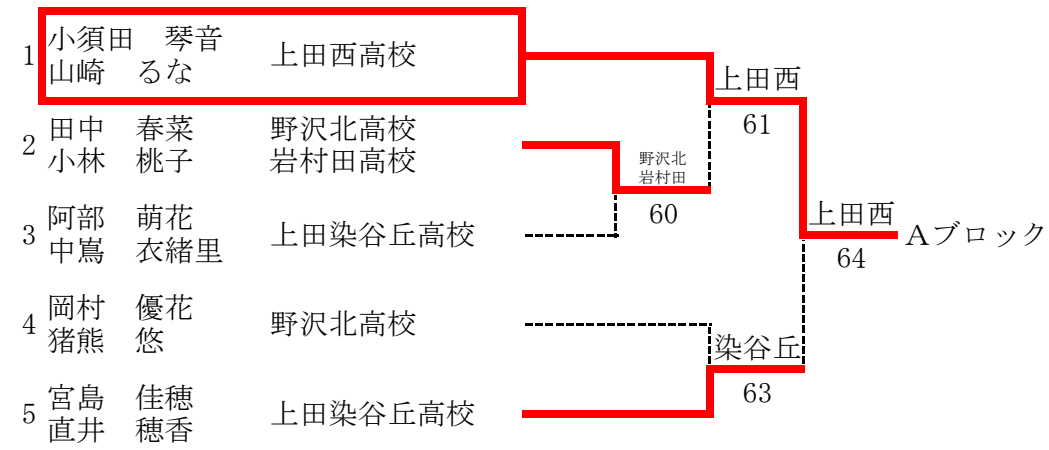 1 小須田 琴音 上田西高校
山崎 るな
上田西
61
2 田中 春菜 野沢北高校
小林 桃子 岩村田高校
野沢北
岩村田
60
3 阿部 萌花 上田染谷丘高校
中嶌 衣緒里
上田西
64
Aブロック
4 岡村 優花 野沢北高校
猪熊 悠
染谷丘
63
5 宮島 佳穂 上田染谷丘高校
直井 穂香